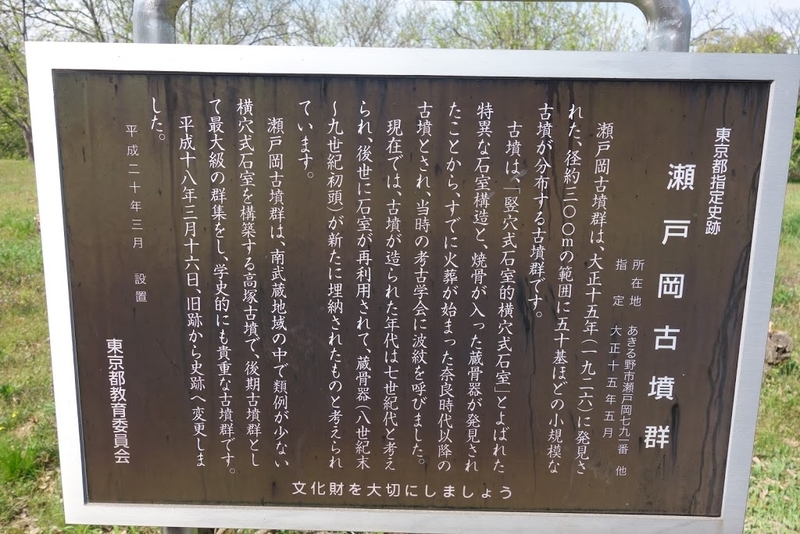 東京都指定史跡
瀬戸岡古墳群
所在地 あきる野市瀬戸岡七九一番 他
指定 大正十五年五月
瀬戸岡古墳群は、大正十五年(一九二六)に発見さ
れた、径約三〇〇mの範囲に五十基ほどの小規模な
古墳が分布する古墳群です。
古墳は、「竪穴式石室的横穴式石室」とよばれた
特異な石室構造と、焼骨が入った蔵骨器が発見され
たことから、すでに火葬が始まった奈良時代以降の
古墳とされ、当時の考古学会に波紋を呼びました。
現在では、古墳が造られた年代は七世紀代と考え
られ、後世に石室が再利用されて、蔵骨器(八世紀末
~九世紀初頭)が新たに埋納されたものと考えられ
ています。
瀬戸岡古墳群は、南武蔵地域の中で類例が少ない
横穴式石室を構築する高塚古墳で、後期古墳群とし
て最大級の群集をし、学史的にも貴重な古墳群です。
平成十八年三月十六日、旧跡から史跡へ変更しま
した。
平成二十年三月 設置
東京都教育委員会
文化財を大切にしましょう